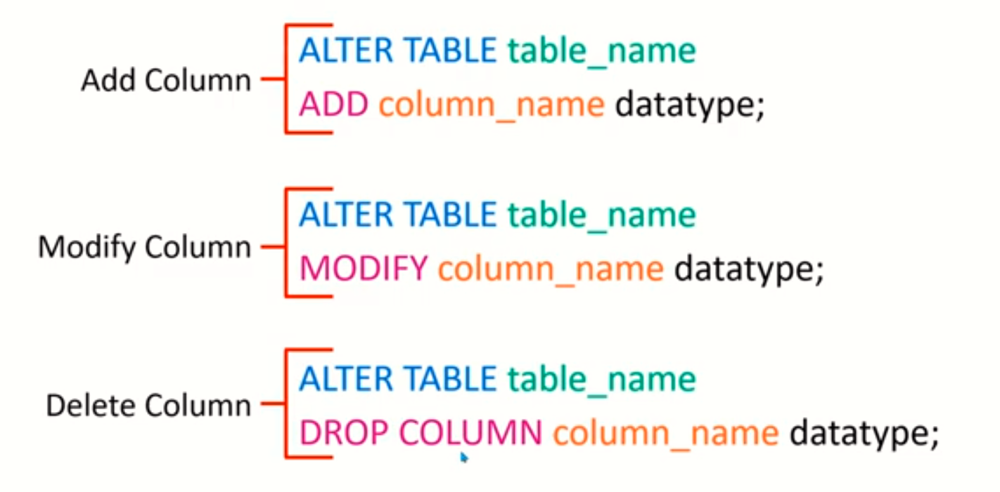 Add Column
ALTER TABLE table_name
ADD column_name datatype;
Modify Column
ALTER TABLE table_name
MODIFY column_name datatype;
Delete Column
ALTER TABLE table_name
DROP COLUMN column_name datatype;